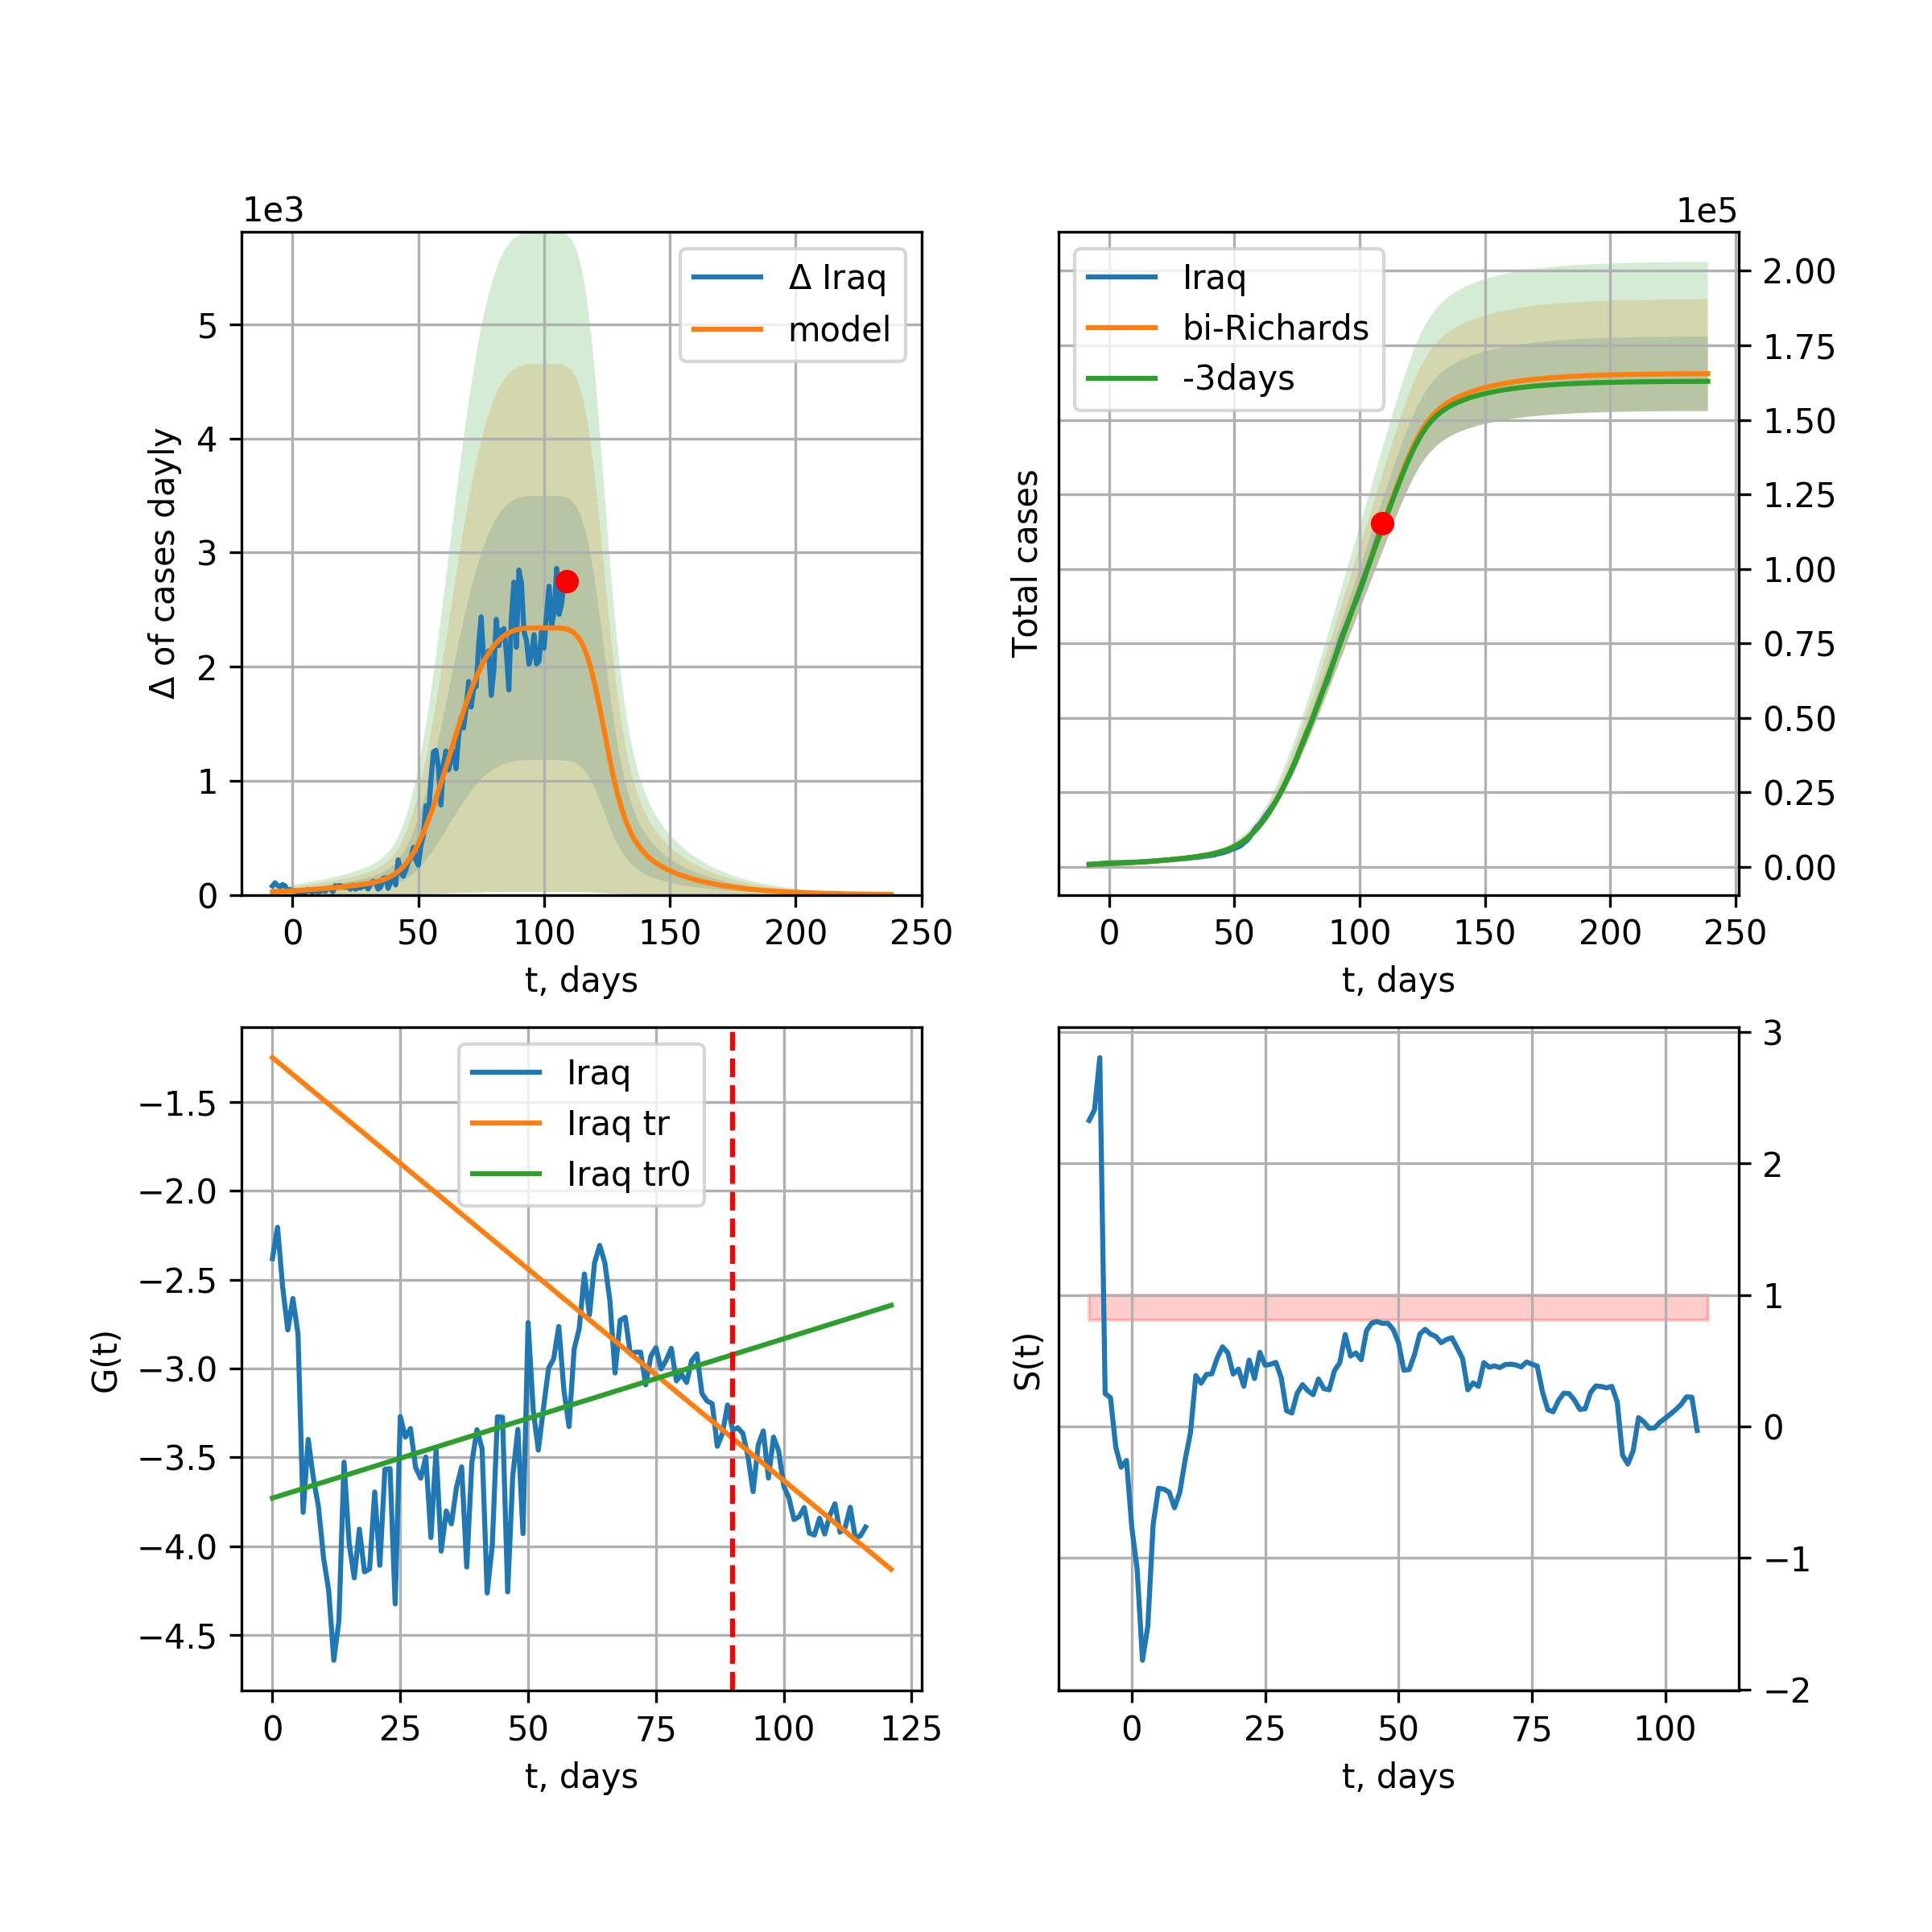 1e3
Δ of cases dayly
5
4
3
2
1
0
0 50 100 150 200 250
t, days
Δ Iraq
model
1e5
Total cases
2.00
1.75
1.50
1.25
1.00
0.75
0.50
0.25
0.00
0 50 100 150 200 250
t, days
Iraq
bi-Richards
-3days
G(t)
−1.5
−2.0
−2.5
−3.0
−3.5
−4.0
−4.5
0 25 50 75 100 125
t, days
Iraq
Iraq tr
Iraq tr0
S(t)
3
2
1
0
−1
−2
0 25 50 75 100
t, days